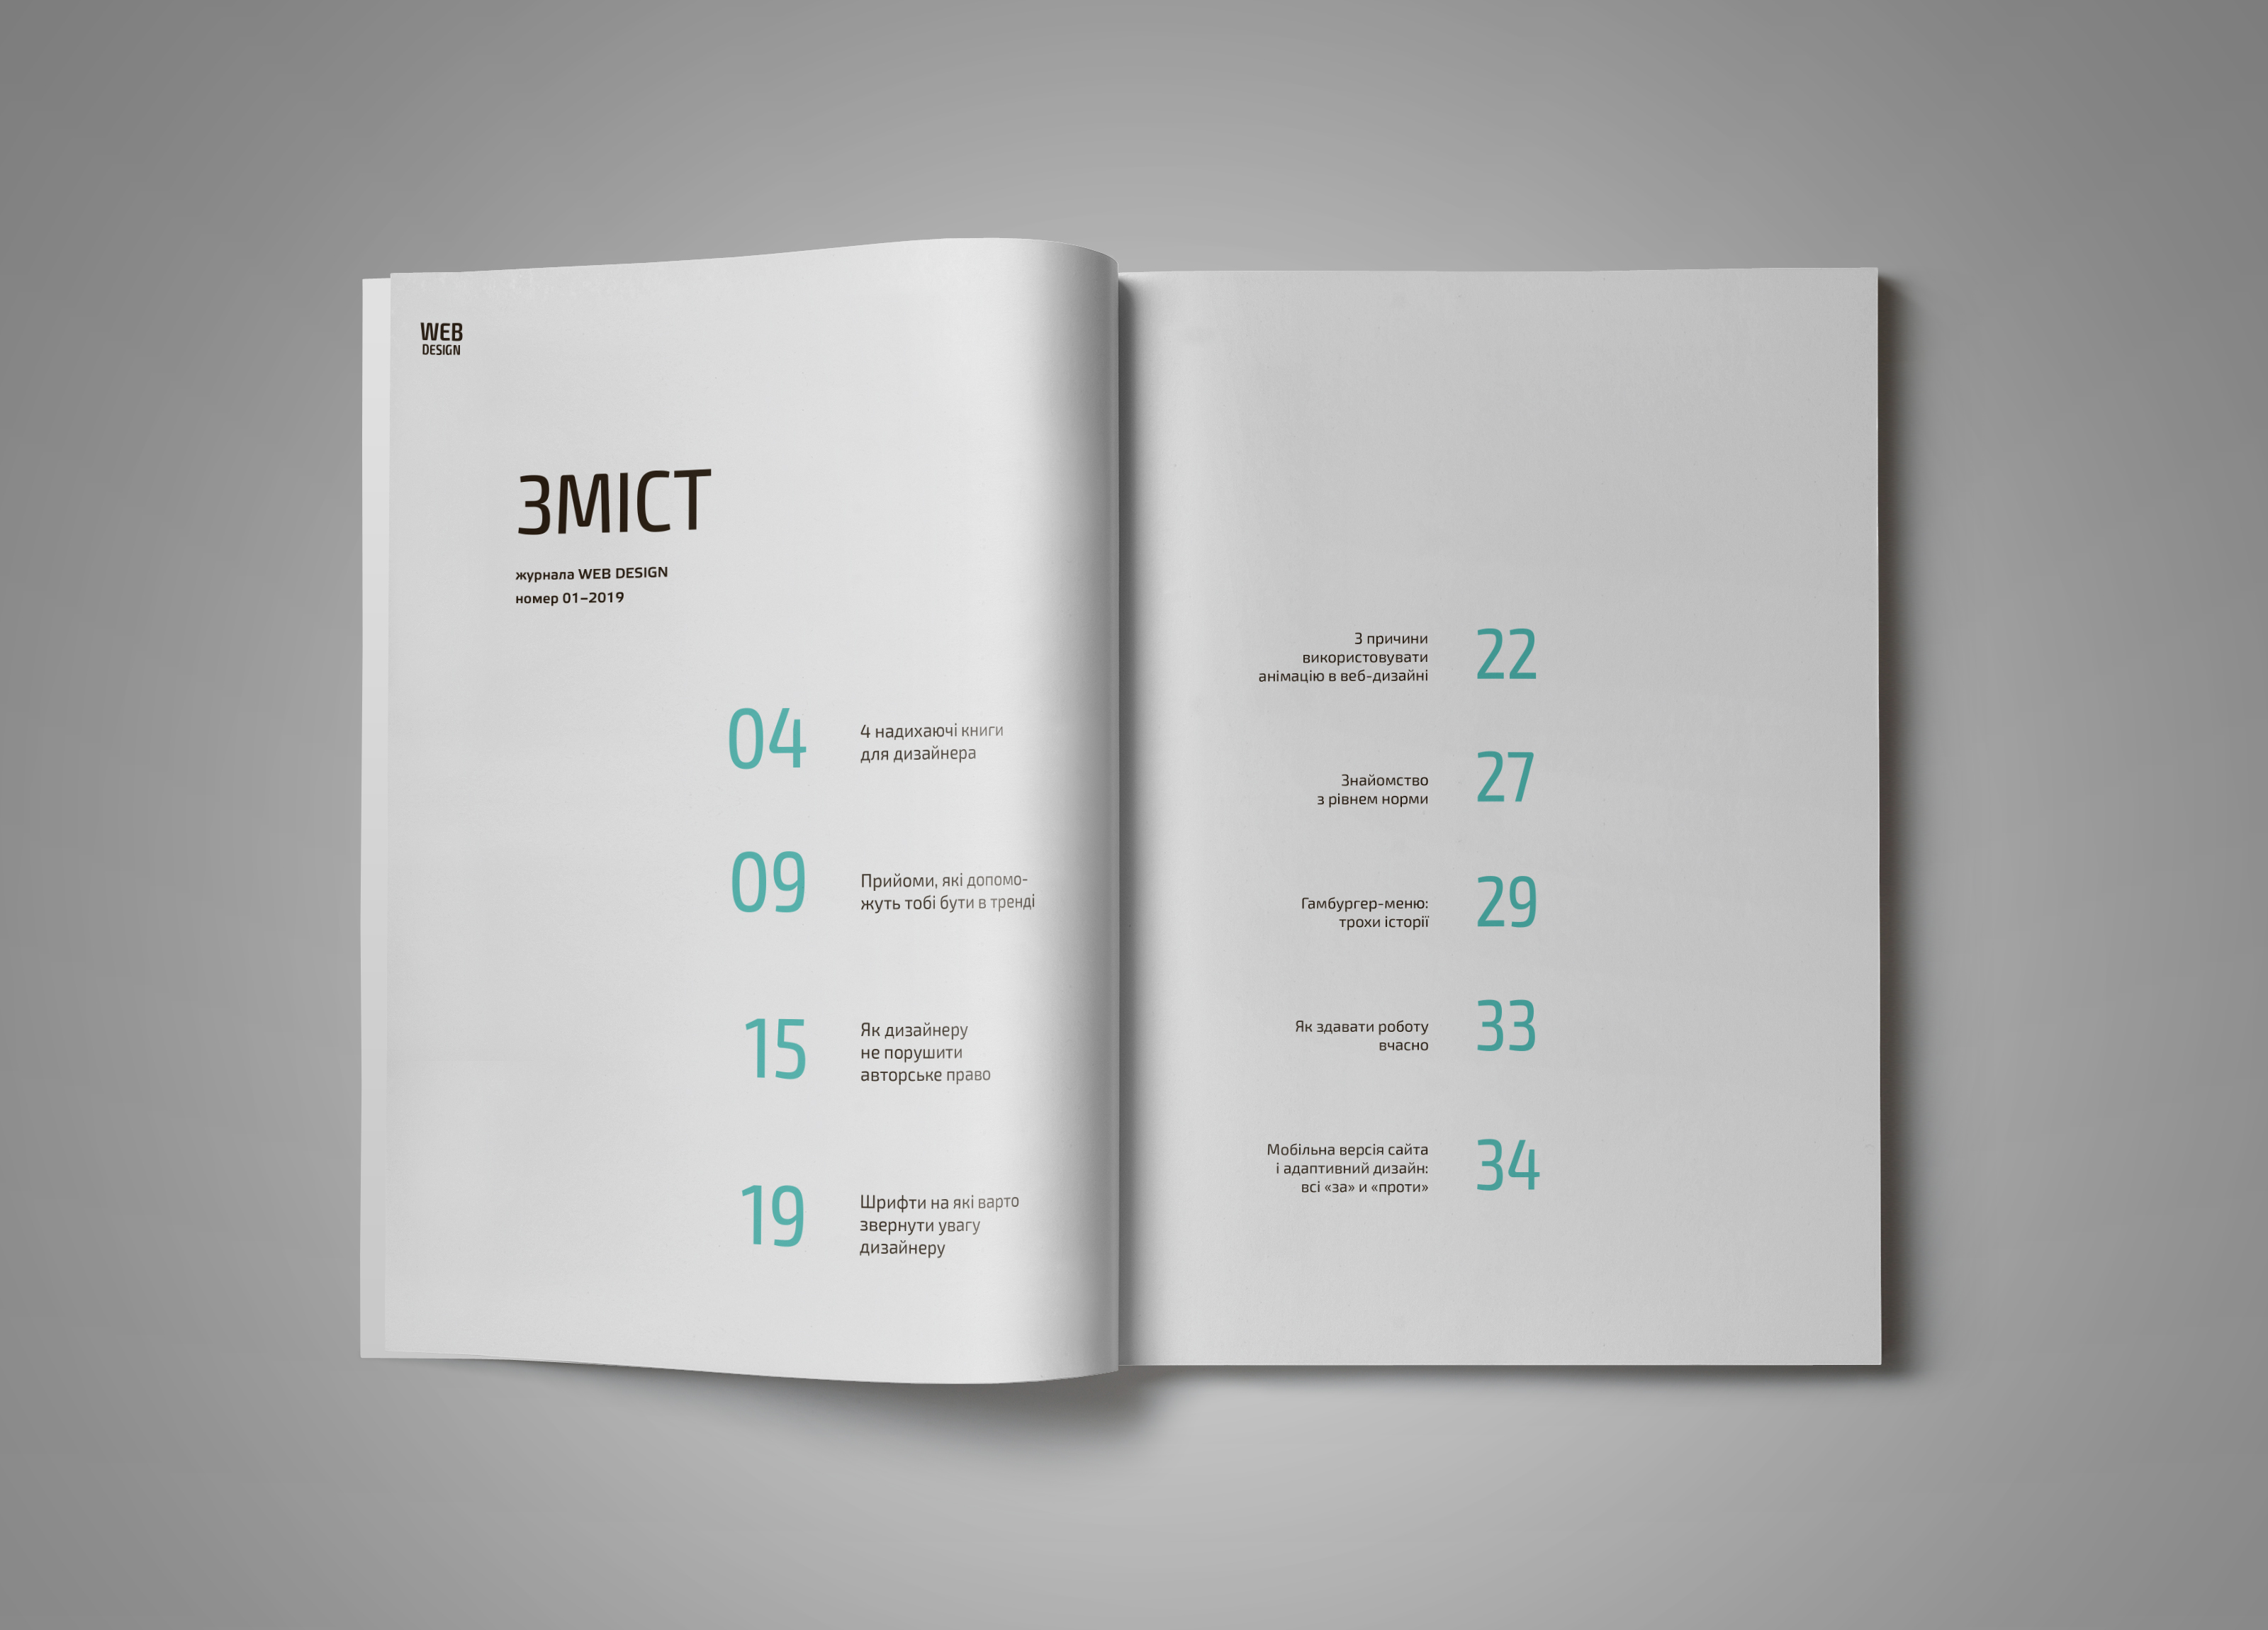 WEB
DESIGN
ЗМІСТ
журнала WEB DESIGN
номер 01–2019
04
4 надихаючі книги
для дизайнера
09
Прийоми, які допомо-
жуть тобі бути в тренді
15
Як дизайнеру
не порушити
авторське право
19
Шрифти на які варто
звернути увагу
дизайнеру
3 причини
використовувати
анімацію в веб-дизайні
22
Знайомство
з рівнем норми
27
Гамбургер-меню:
трохи історії
29
Як здавати роботу
вчасно
33
Мобільна версія сайта
і адаптивний дизайн:
всі «за» и «проти»
34